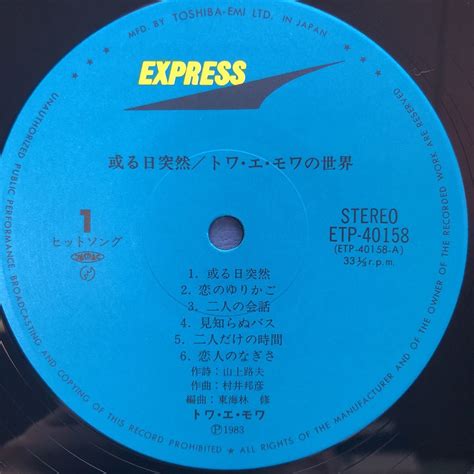 MFD. BY TOSHIBA-EMI LTD. IN JAPAN
EXPRESS
或る日突然/トワ・エ・モワの世界
1
ヒットソング
STEREO
ETP-40158
(ETP-40158-A)
33⅓r.p.m.
1. 或る日突然
2. 恋のゆりかご
3. 二人の会話
4. 見知らぬバス
5. 二人だけの時間
6. 恋人のなぎさ
作詩:山上路夫
作曲:村井邦彦
編曲:東海林 修
トワ・エ・モワ
Ⓟ1983
ALL RIGHTS OF THE MANUFACTURER AND OF THE OWNER OF THE RECORDED WORK ARE RESERVED
UNAUTHORIZED PUBLIC PERFORMANCE, BROADCASTING AND COPYING OF THIS RECORD PROHIBITED